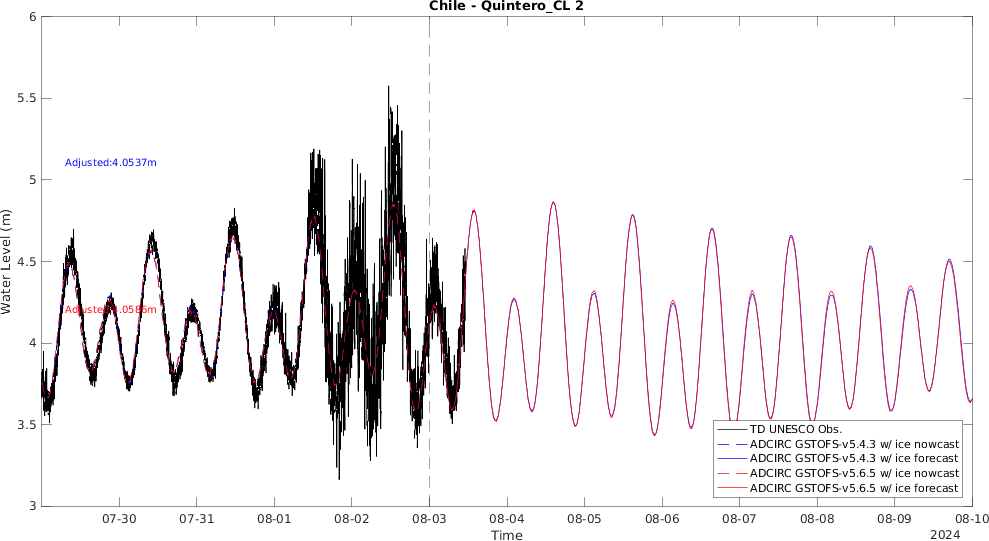 Chile - Quintero_CL 2
6
5.5
5
4.5
4
3.5
3
Water Level (m)
Adjusted:4.0537m
Adjusted:4.0586m
TD UNESCO Obs.
ADCIRC GSTOFS-v5.4.3 w/ ice nowcast
ADCIRC GSTOFS-v5.4.3 w/ ice forecast
ADCIRC GSTOFS-v5.6.5 w/ ice nowcast
ADCIRC GSTOFS-v5.6.5 w/ ice forecast
07-30 07-31 08-01 08-02 08-03 08-04 08-05 08-06 08-07 08-08 08-09 08-10
Time
2024